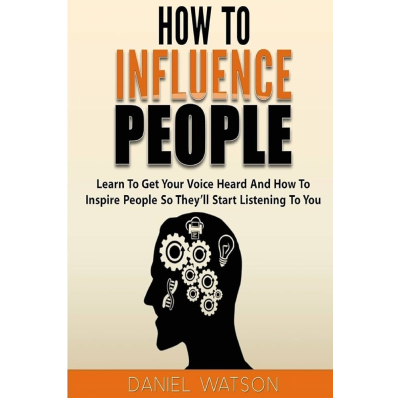 HOW TO
INFLUENCE
PEOPLE
Learn To Get Your Voice Heard And How To
Inspire People So They'll Start Listening To You
DANIEL WATSON